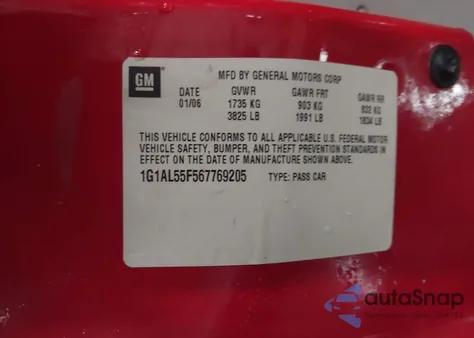 GM
MFD BY GENERAL MOTORS CORP
DATE GVWR GAWR FRT GAWR RR
01/06 1735 KG 903 KG 832 KG
3825 LB 1991 LB 1834 LB
THIS VEHICLE CONFORMS TO ALL APPLICABLE U.S. FEDERAL MOTOR
VEHICLE SAFETY, BUMPER, AND THEFT PREVENTION STANDARDS IN
EFFECT ON THE DATE OF MANUFACTURE SHOWN ABOVE.
1G1AL55F567769205 TYPE: PASS CAR
autoSnap